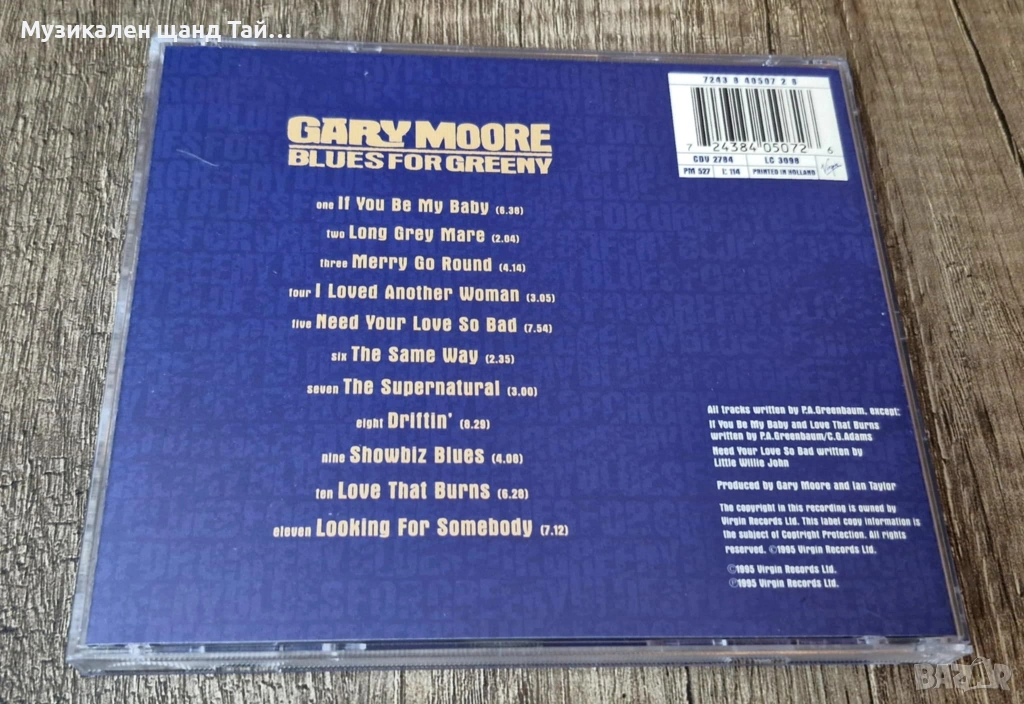 Музикален щанд Тай...
7243 8 40507 2 6
7 24384 05072 6
CDV 2784 LC 3098
PM 527 £ 114 PRINTED IN HOLLAND
Virgin
GARY MOORE
BLUES FOR GREENY
one If You Be My Baby (6.38)
two Long Grey Mare (2.04)
three Merry Go Round (4.14)
four I Loved Another Woman (3.05)
five Need Your Love So Bad (7.54)
six The Same Way (2.35)
seven The Supernatural (3.00)
eight Driftin' (8.29)
nine Showbiz Blues (4.08)
ten Love That Burns (6.28)
eleven Looking For Somebody (7.12)
All tracks written by P.A.Greenbaum, except:
If You Be My Baby and Love That Burns
written by P.A.Greenbaum/C.G.Adams
Need Your Love So Bad written by
Little Willie John
Produced by Gary Moore and Ian Taylor
The copyright in this recording is owned by
Virgin Records Ltd. This label copy information is
the subject of Coptright Protection. All rights
reserved. ©1995 Virgin Records Ltd.
©1995 Virgin Records Ltd.
℗1995 Virgin Records Ltd.
BAZAR